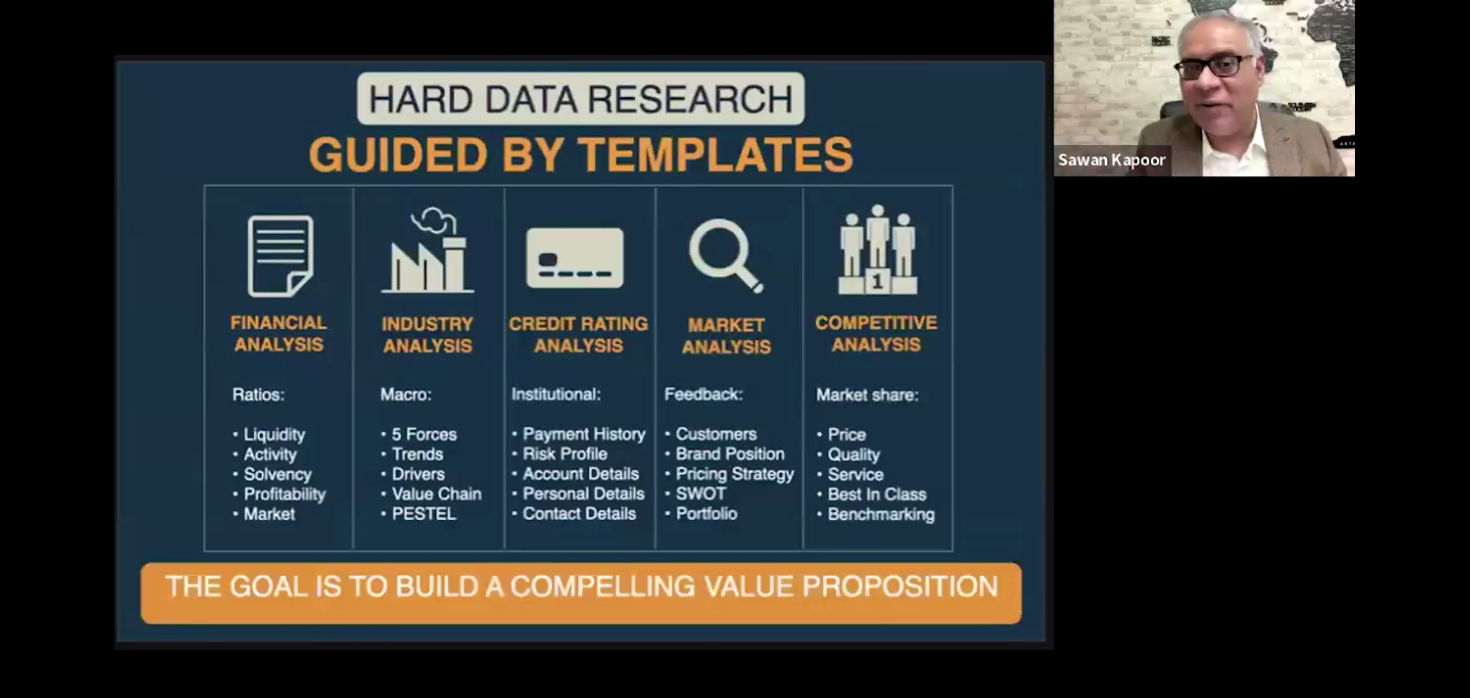 HARD DATA RESEARCH
GUIDED BY TEMPLATES
FINANCIAL
ANALYSIS
Ratios:
• Liquidity
• Activity
• Solvency
• Profitability
• Market
INDUSTRY
ANALYSIS
Macro:
• 5 Forces
• Trends
• Drivers
• Value Chain
• PESTEL
CREDIT RATING
ANALYSIS
Institutional:
• Payment History
• Risk Profile
• Account Details
• Personal Details
• Contact Details
MARKET
ANALYSIS
Feedback:
• Customers
• Brand Position
• Pricing Strategy
• SWOT
• Portfolio
1
COMPETITIVE
ANALYSIS
Market share:
• Price
• Quality
• Service
• Best In Class
• Benchmarking
THE GOAL IS TO BUILD A COMPELLING VALUE PROPOSITION
Sawan Kapoor